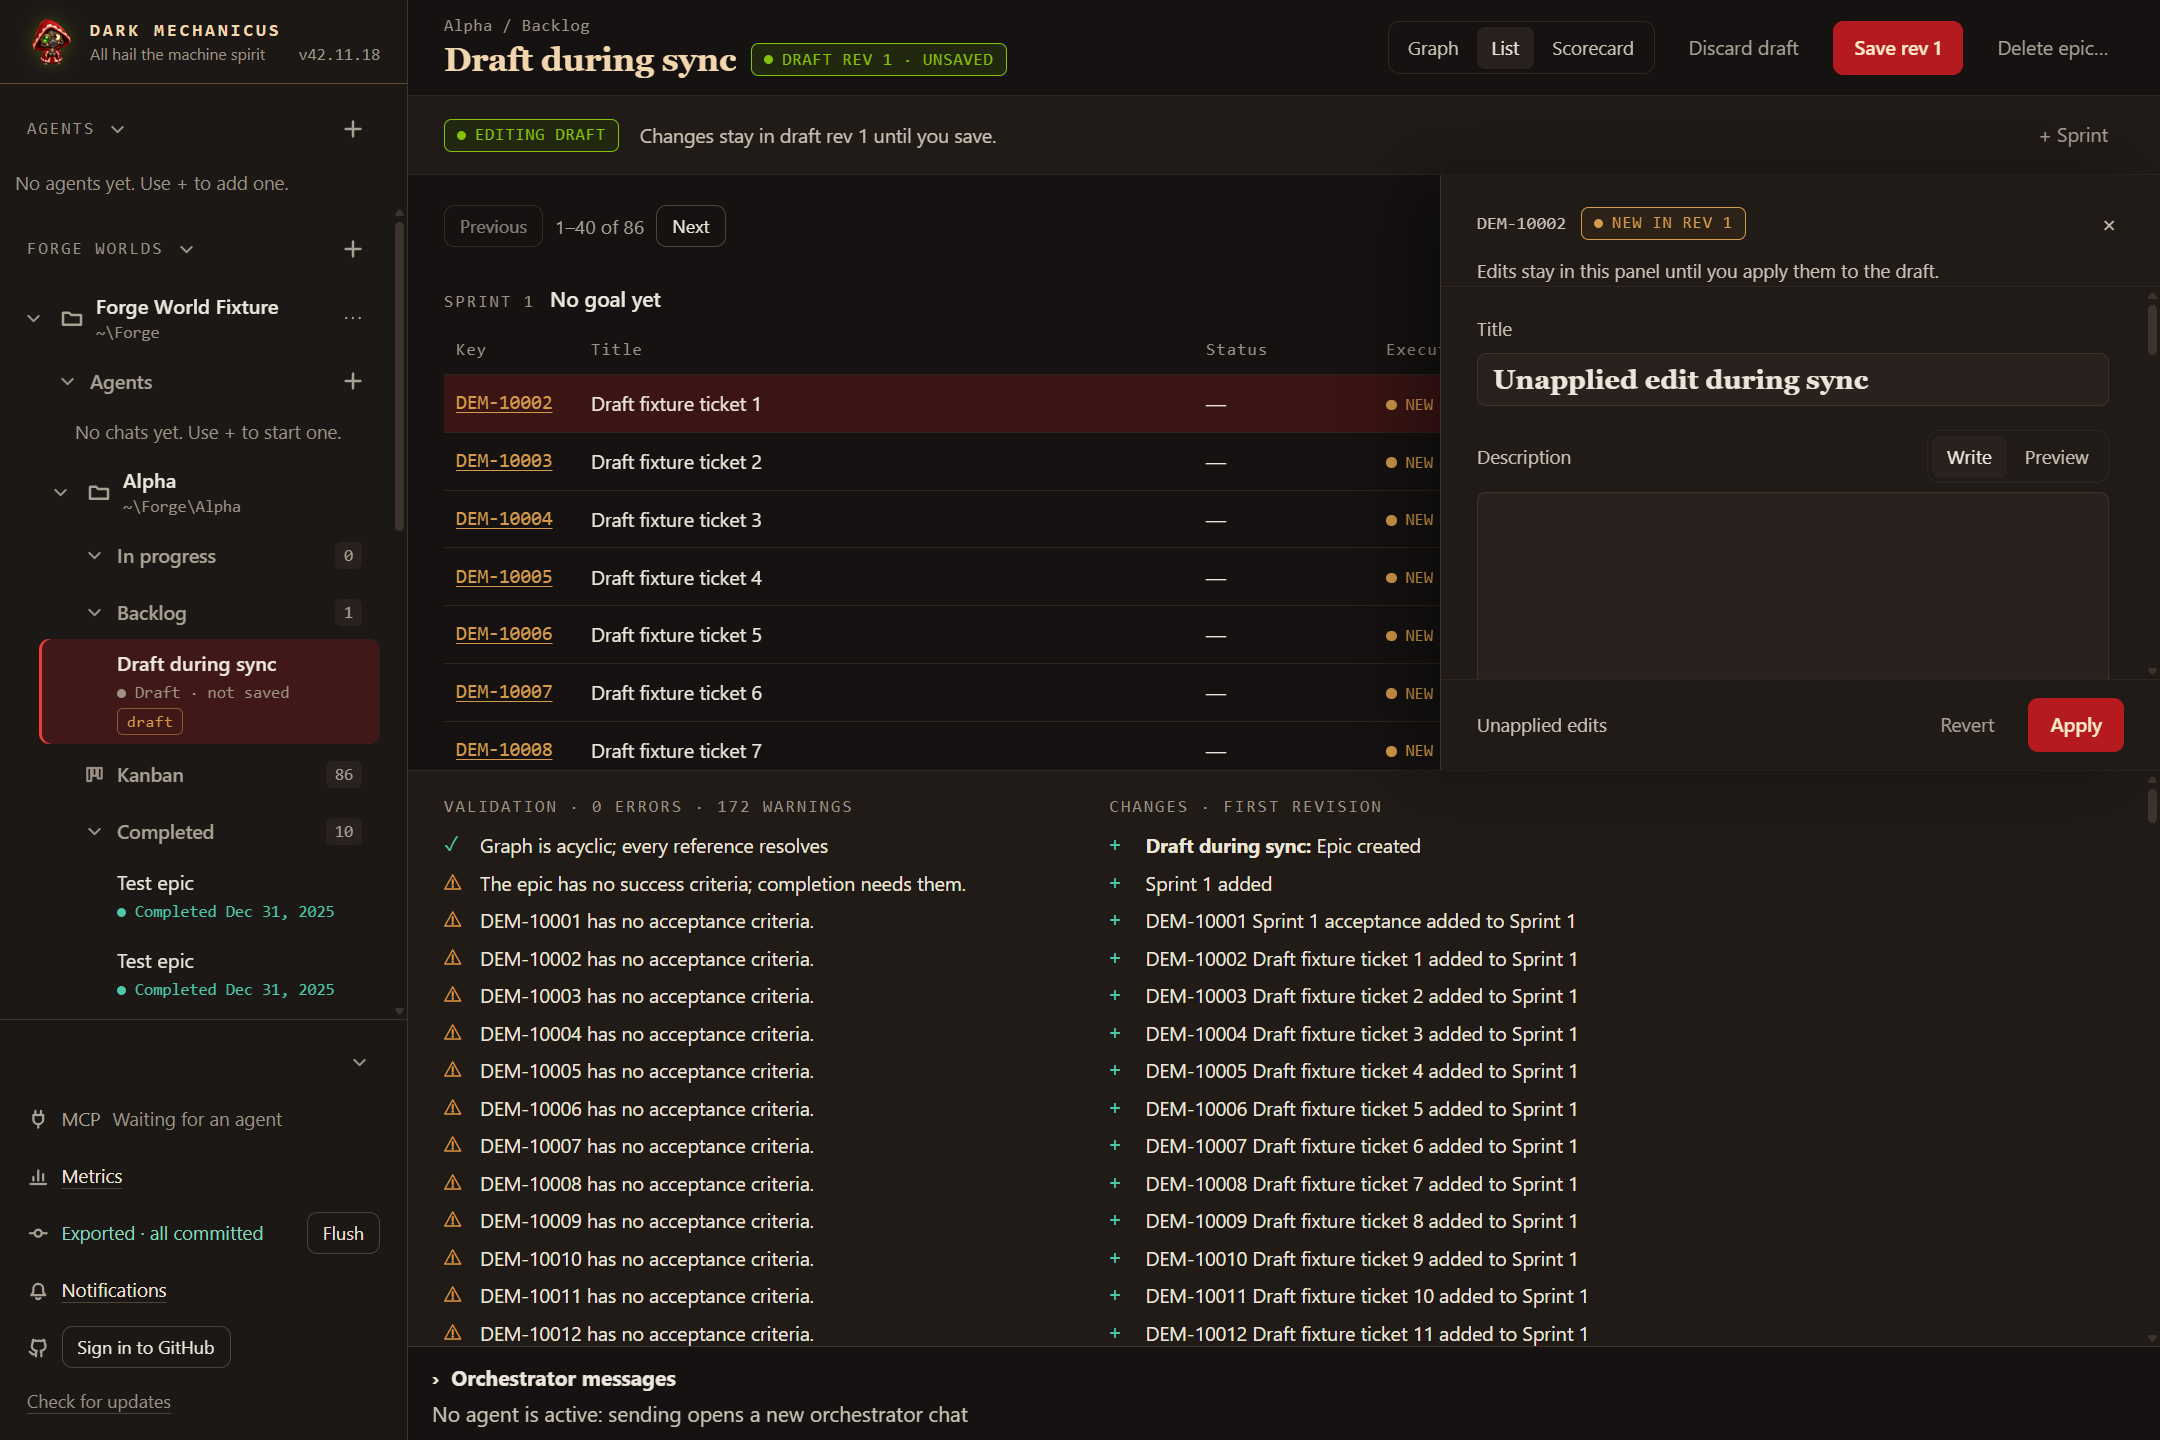 DARK MECHANICUS
All hail the machine spirit v42.11.18
AGENTS
No agents yet. Use + to add one.
FORGE WORLDS
Forge World Fixture
~\Forge
Agents
No chats yet. Use + to start one.
Alpha
~\Forge\Alpha
In progress 0
Backlog 1
Draft during sync
Draft · not saved
draft
Kanban 86
Completed 10
Test epic
Completed Dec 31, 2025
Test epic
Completed Dec 31, 2025
MCP Waiting for an agent
Metrics
Exported · all committed Flush
Notifications
Sign in to GitHub
Check for updates
Alpha / Backlog
Draft during sync DRAFT REV 1 · UNSAVED
Graph List Scorecard Discard draft Save rev 1 Delete epic...
EDITING DRAFT Changes stay in draft rev 1 until you save. + Sprint
Previous 1–40 of 86 Next
SPRINT 1 No goal yet
Key Title Status Execu
DEM-10002 Draft fixture ticket 1 — NEW
DEM-10003 Draft fixture ticket 2 — NEW
DEM-10004 Draft fixture ticket 3 — NEW
DEM-10005 Draft fixture ticket 4 — NEW
DEM-10006 Draft fixture ticket 5 — NEW
DEM-10007 Draft fixture ticket 6 — NEW
DEM-10008 Draft fixture ticket 7 — NEW
DEM-10002 NEW IN REV 1 ×
Edits stay in this panel until you apply them to the draft.
Title
Unapplied edit during sync
Description Write Preview
Unapplied edits Revert Apply
VALIDATION · 0 ERRORS · 172 WARNINGS
Graph is acyclic; every reference resolves
The epic has no success criteria; completion needs them.
DEM-10001 has no acceptance criteria.
DEM-10002 has no acceptance criteria.
DEM-10003 has no acceptance criteria.
DEM-10004 has no acceptance criteria.
DEM-10005 has no acceptance criteria.
DEM-10006 has no acceptance criteria.
DEM-10007 has no acceptance criteria.
DEM-10008 has no acceptance criteria.
DEM-10009 has no acceptance criteria.
DEM-10010 has no acceptance criteria.
DEM-10011 has no acceptance criteria.
DEM-10012 has no acceptance criteria.
CHANGES · FIRST REVISION
+ Draft during sync: Epic created
+ Sprint 1 added
+ DEM-10001 Sprint 1 acceptance added to Sprint 1
+ DEM-10002 Draft fixture ticket 1 added to Sprint 1
+ DEM-10003 Draft fixture ticket 2 added to Sprint 1
+ DEM-10004 Draft fixture ticket 3 added to Sprint 1
+ DEM-10005 Draft fixture ticket 4 added to Sprint 1
+ DEM-10006 Draft fixture ticket 5 added to Sprint 1
+ DEM-10007 Draft fixture ticket 6 added to Sprint 1
+ DEM-10008 Draft fixture ticket 7 added to Sprint 1
+ DEM-10009 Draft fixture ticket 8 added to Sprint 1
+ DEM-10010 Draft fixture ticket 9 added to Sprint 1
+ DEM-10011 Draft fixture ticket 10 added to Sprint 1
+ DEM-10012 Draft fixture ticket 11 added to Sprint 1
› Orchestrator messages
No agent is active: sending opens a new orchestrator chat